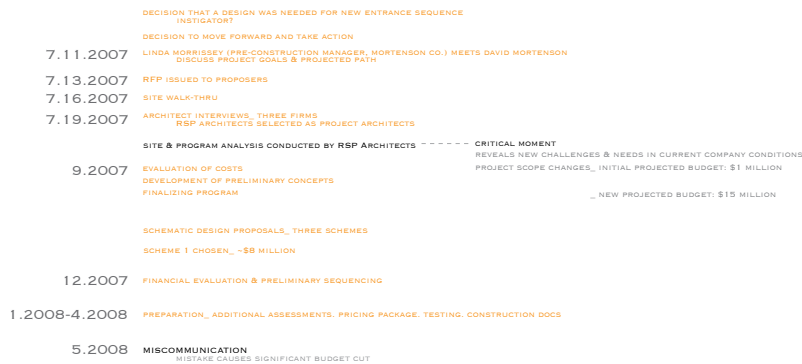 DECISION THAT A DESIGN WAS NEEDED FOR NEW ENTRANCE SEQUENCE
INSTIGATOR?
DECISION TO MOVE FORWARD AND TAKE ACTION
7.11.2007 LINDA MORRISSEY (PRE-CONSTRUCTION MANAGER, MORTENSON CO.) MEETS DAVID MORTENSON
DISCUSS PROJECT GOALS & PROJECTED PATH
7.13.2007 RFP ISSUED TO PROPOSERS
7.16.2007 SITE WALK-THRU
7.19.2007 ARCHITECT INTERVIEWS_ THREE FIRMS
RSP ARCHITECTS SELECTED AS PROJECT ARCHITECTS
SITE & PROGRAM ANALYSIS CONDUCTED BY RSP ARCHITECTS CRITICAL MOMENT
REVEALS NEW CHALLENGES & NEEDS IN CURRENT COMPANY CONDITIONS
9.2007 EVALUATION OF COSTS PROJECT SCOPE CHANGES_ INITIAL PROJECTED BUDGET: $1 MILLION
DEVELOPMENT OF PRELIMINARY CONCEPTS
FINALIZING PROGRAM _ NEW PROJECTED BUDGET: $15 MILLION
SCHEMATIC DESIGN PROPOSALS_ THREE SCHEMES
SCHEME 1 CHOSEN_ ~$8 MILLION
12.2007 FINANCIAL EVALUATION & PRELIMINARY SEQUENCING
1.2008-4.2008 PREPARATION_ ADDITIONAL ASSESSMENTS. PRICING PACKAGE. TESTING. CONSTRUCTION DOCS
5.2008 MISCOMMUNICATION
MISTAKE CAUSES SIGNIFICANT BUDGET CUT